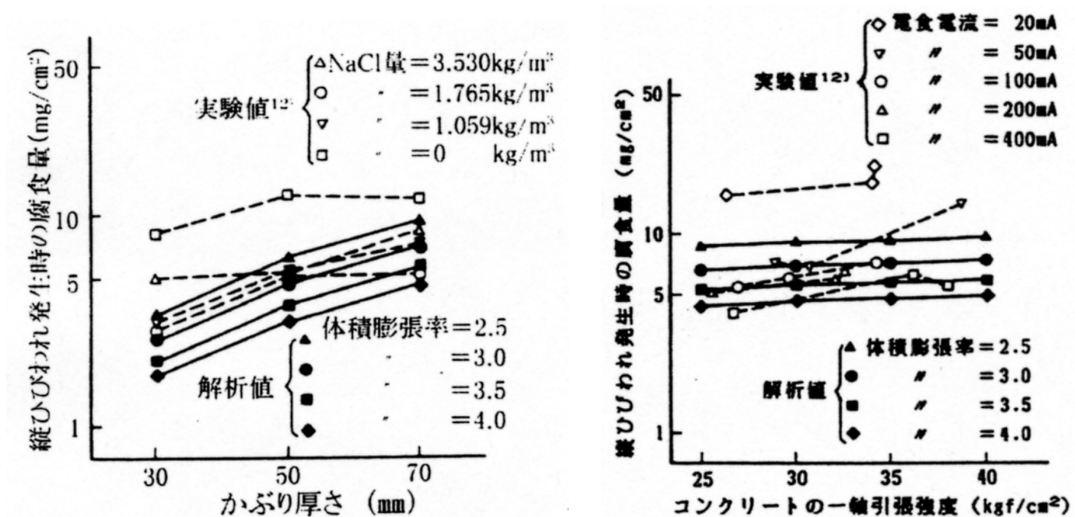 縦ひびわれ発生時の腐食量(mg/cm²)
50
10
5
1
30
50
70
かぶり厚さ (mm)
実験値¹²⁾
△NaCl量=3.530kg/m³
○ 〃 =1.765kg/m³
▽ 〃 =1.059kg/m³
□ 〃 =0 kg/m³
解析値
▲体積膨張率=2.5
● 〃 =3.0
■ 〃 =3.5
◆ 〃 =4.0
縦ひびわれ発生時の腐食量 (mg/cm²)
50
10
5
1
25
30
35
40
コンクリートの一軸引張強度 (kgf/cm²)
実験値¹²⁾
◇電食電流= 20mA
▽ 〃 = 50mA
○ 〃 =100mA
△ 〃 =200mA
□ 〃 =400mA
解析値
▲体積膨張率=2.5
● 〃 =3.0
■ 〃 =3.5
◆ 〃 =4.0